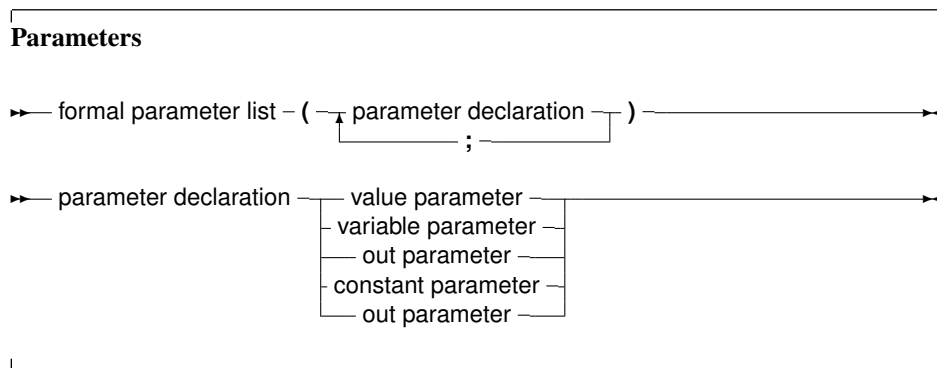 Parameters
formal parameter list ( parameter declaration )
;
parameter declaration value parameter
variable parameter
out parameter
constant parameter
out parameter